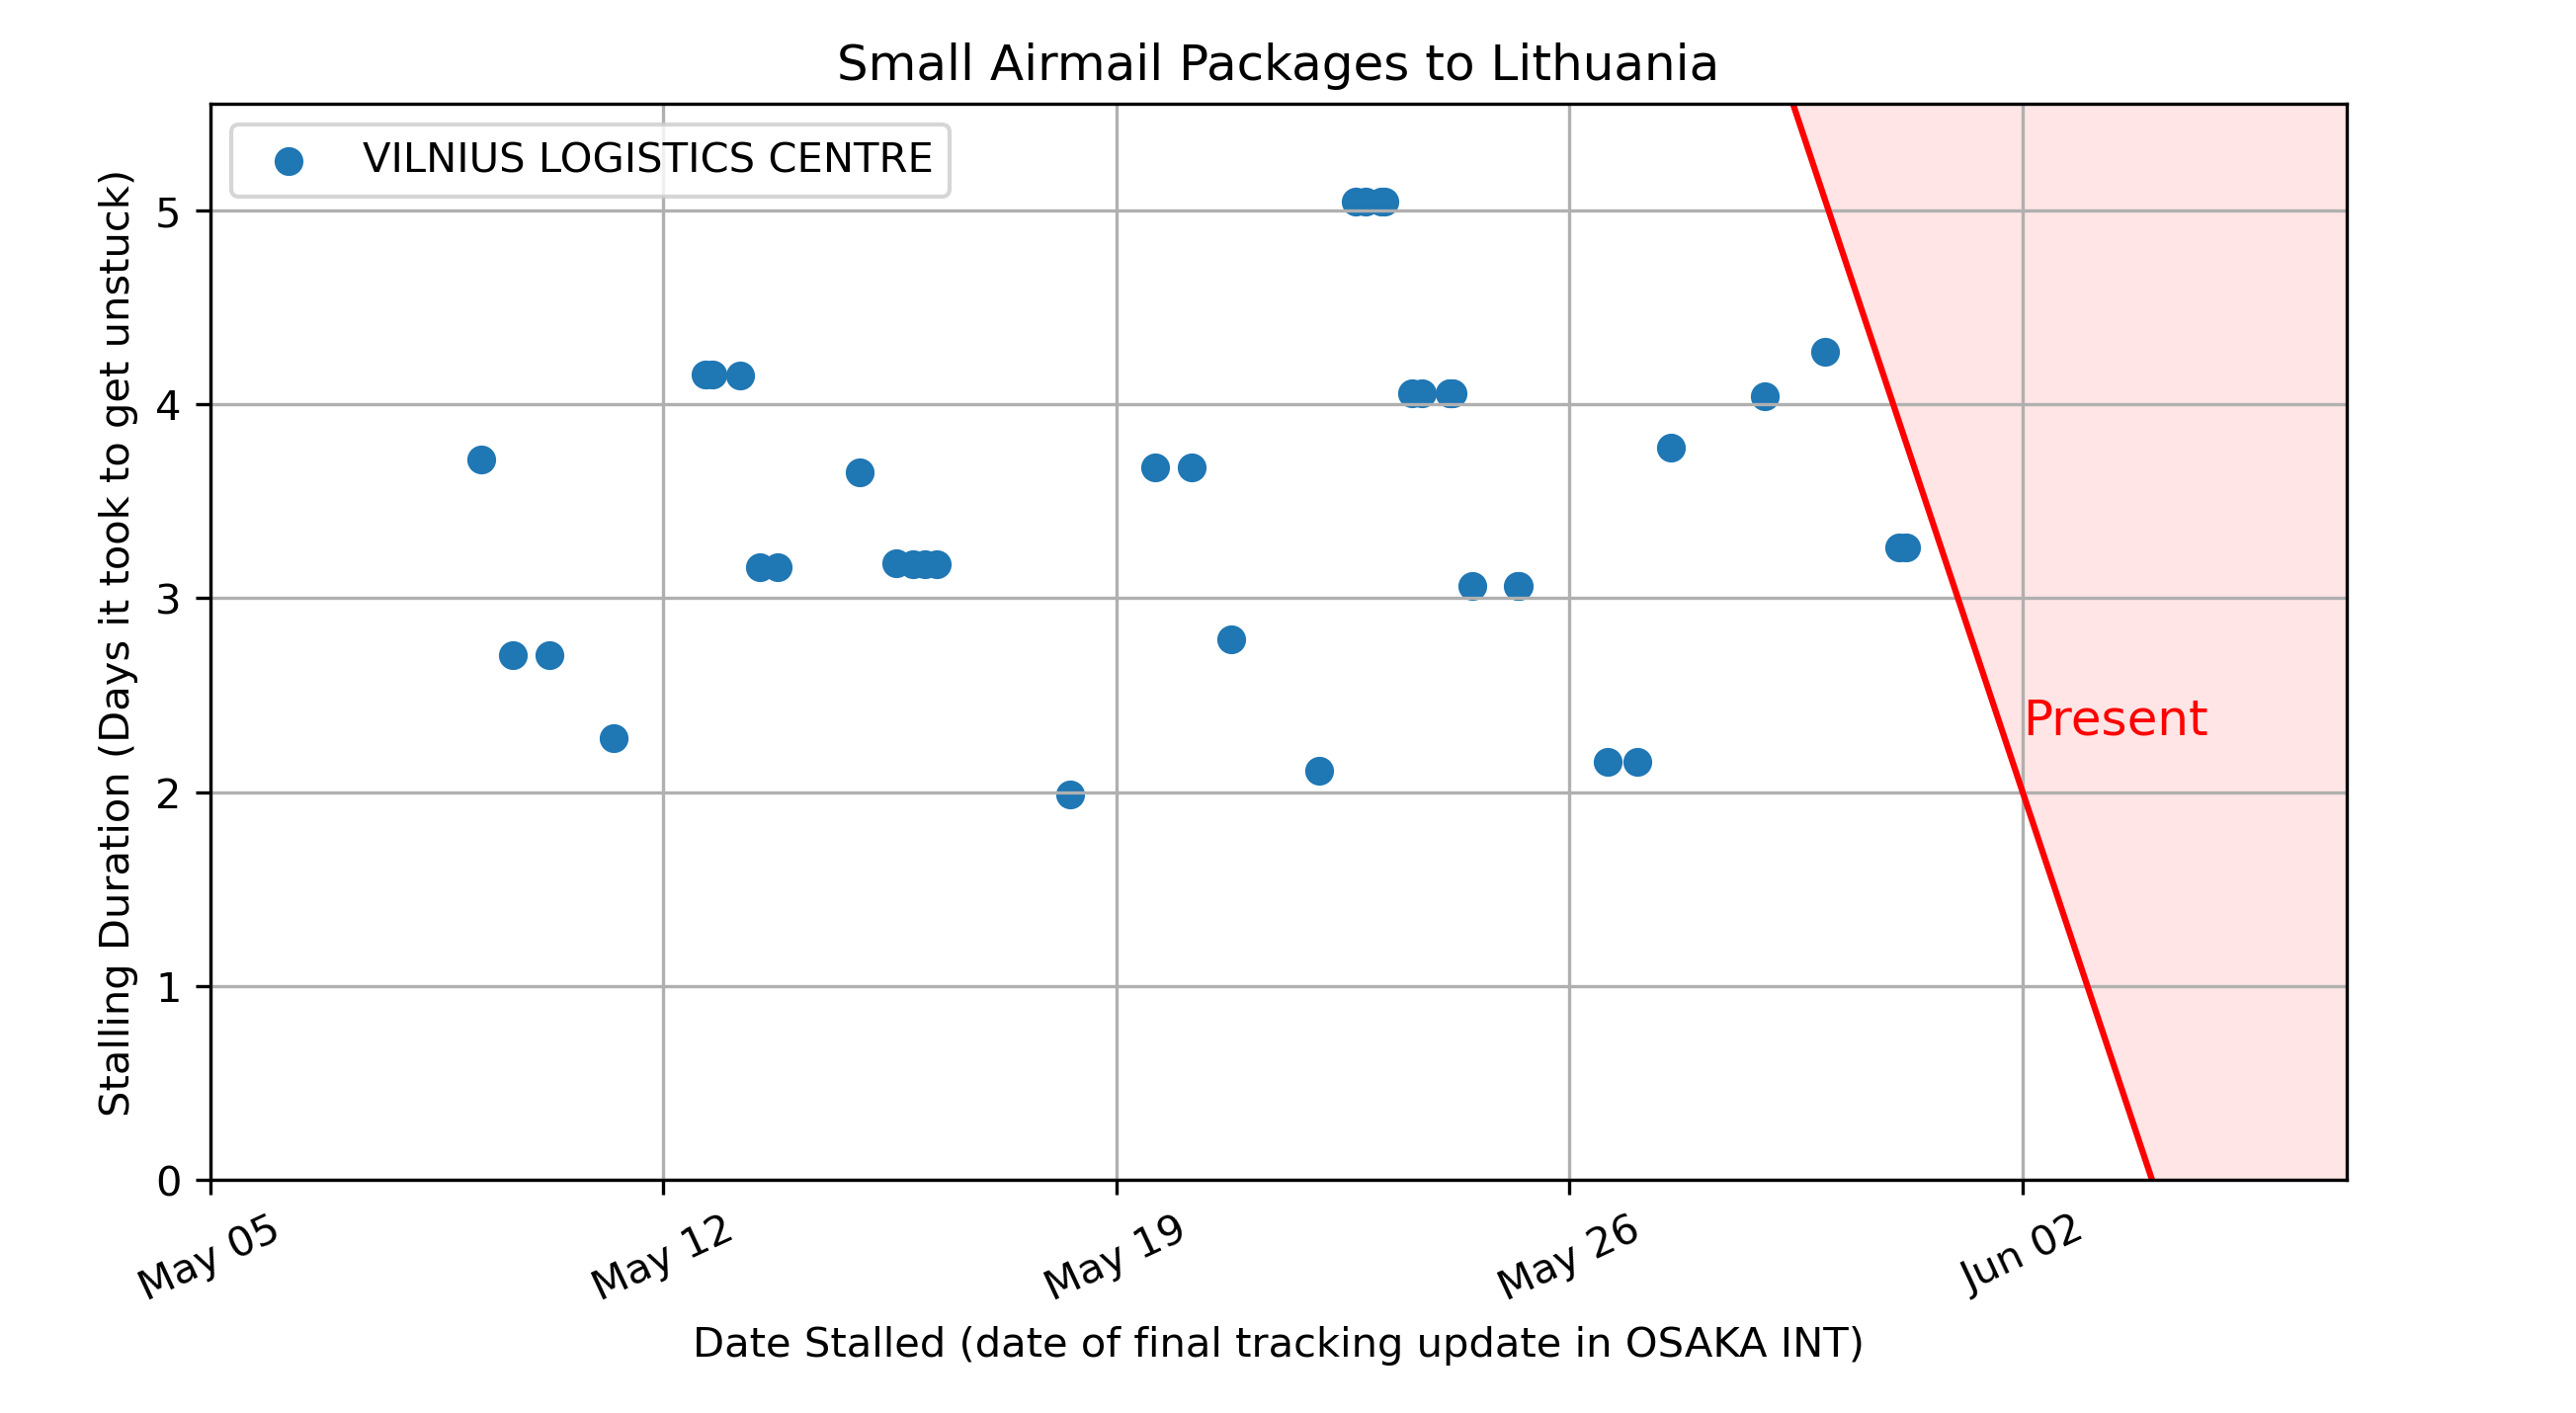 Small Airmail Packages to Lithuania
VILNIUS LOGISTICS CENTRE
Stalling Duration (Days it took to get unstuck)
5
4
3
2
1
0
Present
May 05
May 12
May 19
May 26
Jun 02
Date Stalled (date of final tracking update in OSAKA INT)